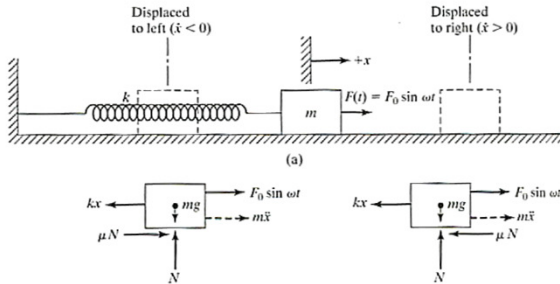 Displaced
to left (ẋ < 0)
Displaced
to right (ẋ > 0)
+x
k
m
F(t) = F₀ sin ωt
(a)
F₀ sin ωt
kx
mg
mẍ
μN
N
F₀ sin ωt
kx
mg
mẍ
μN
N